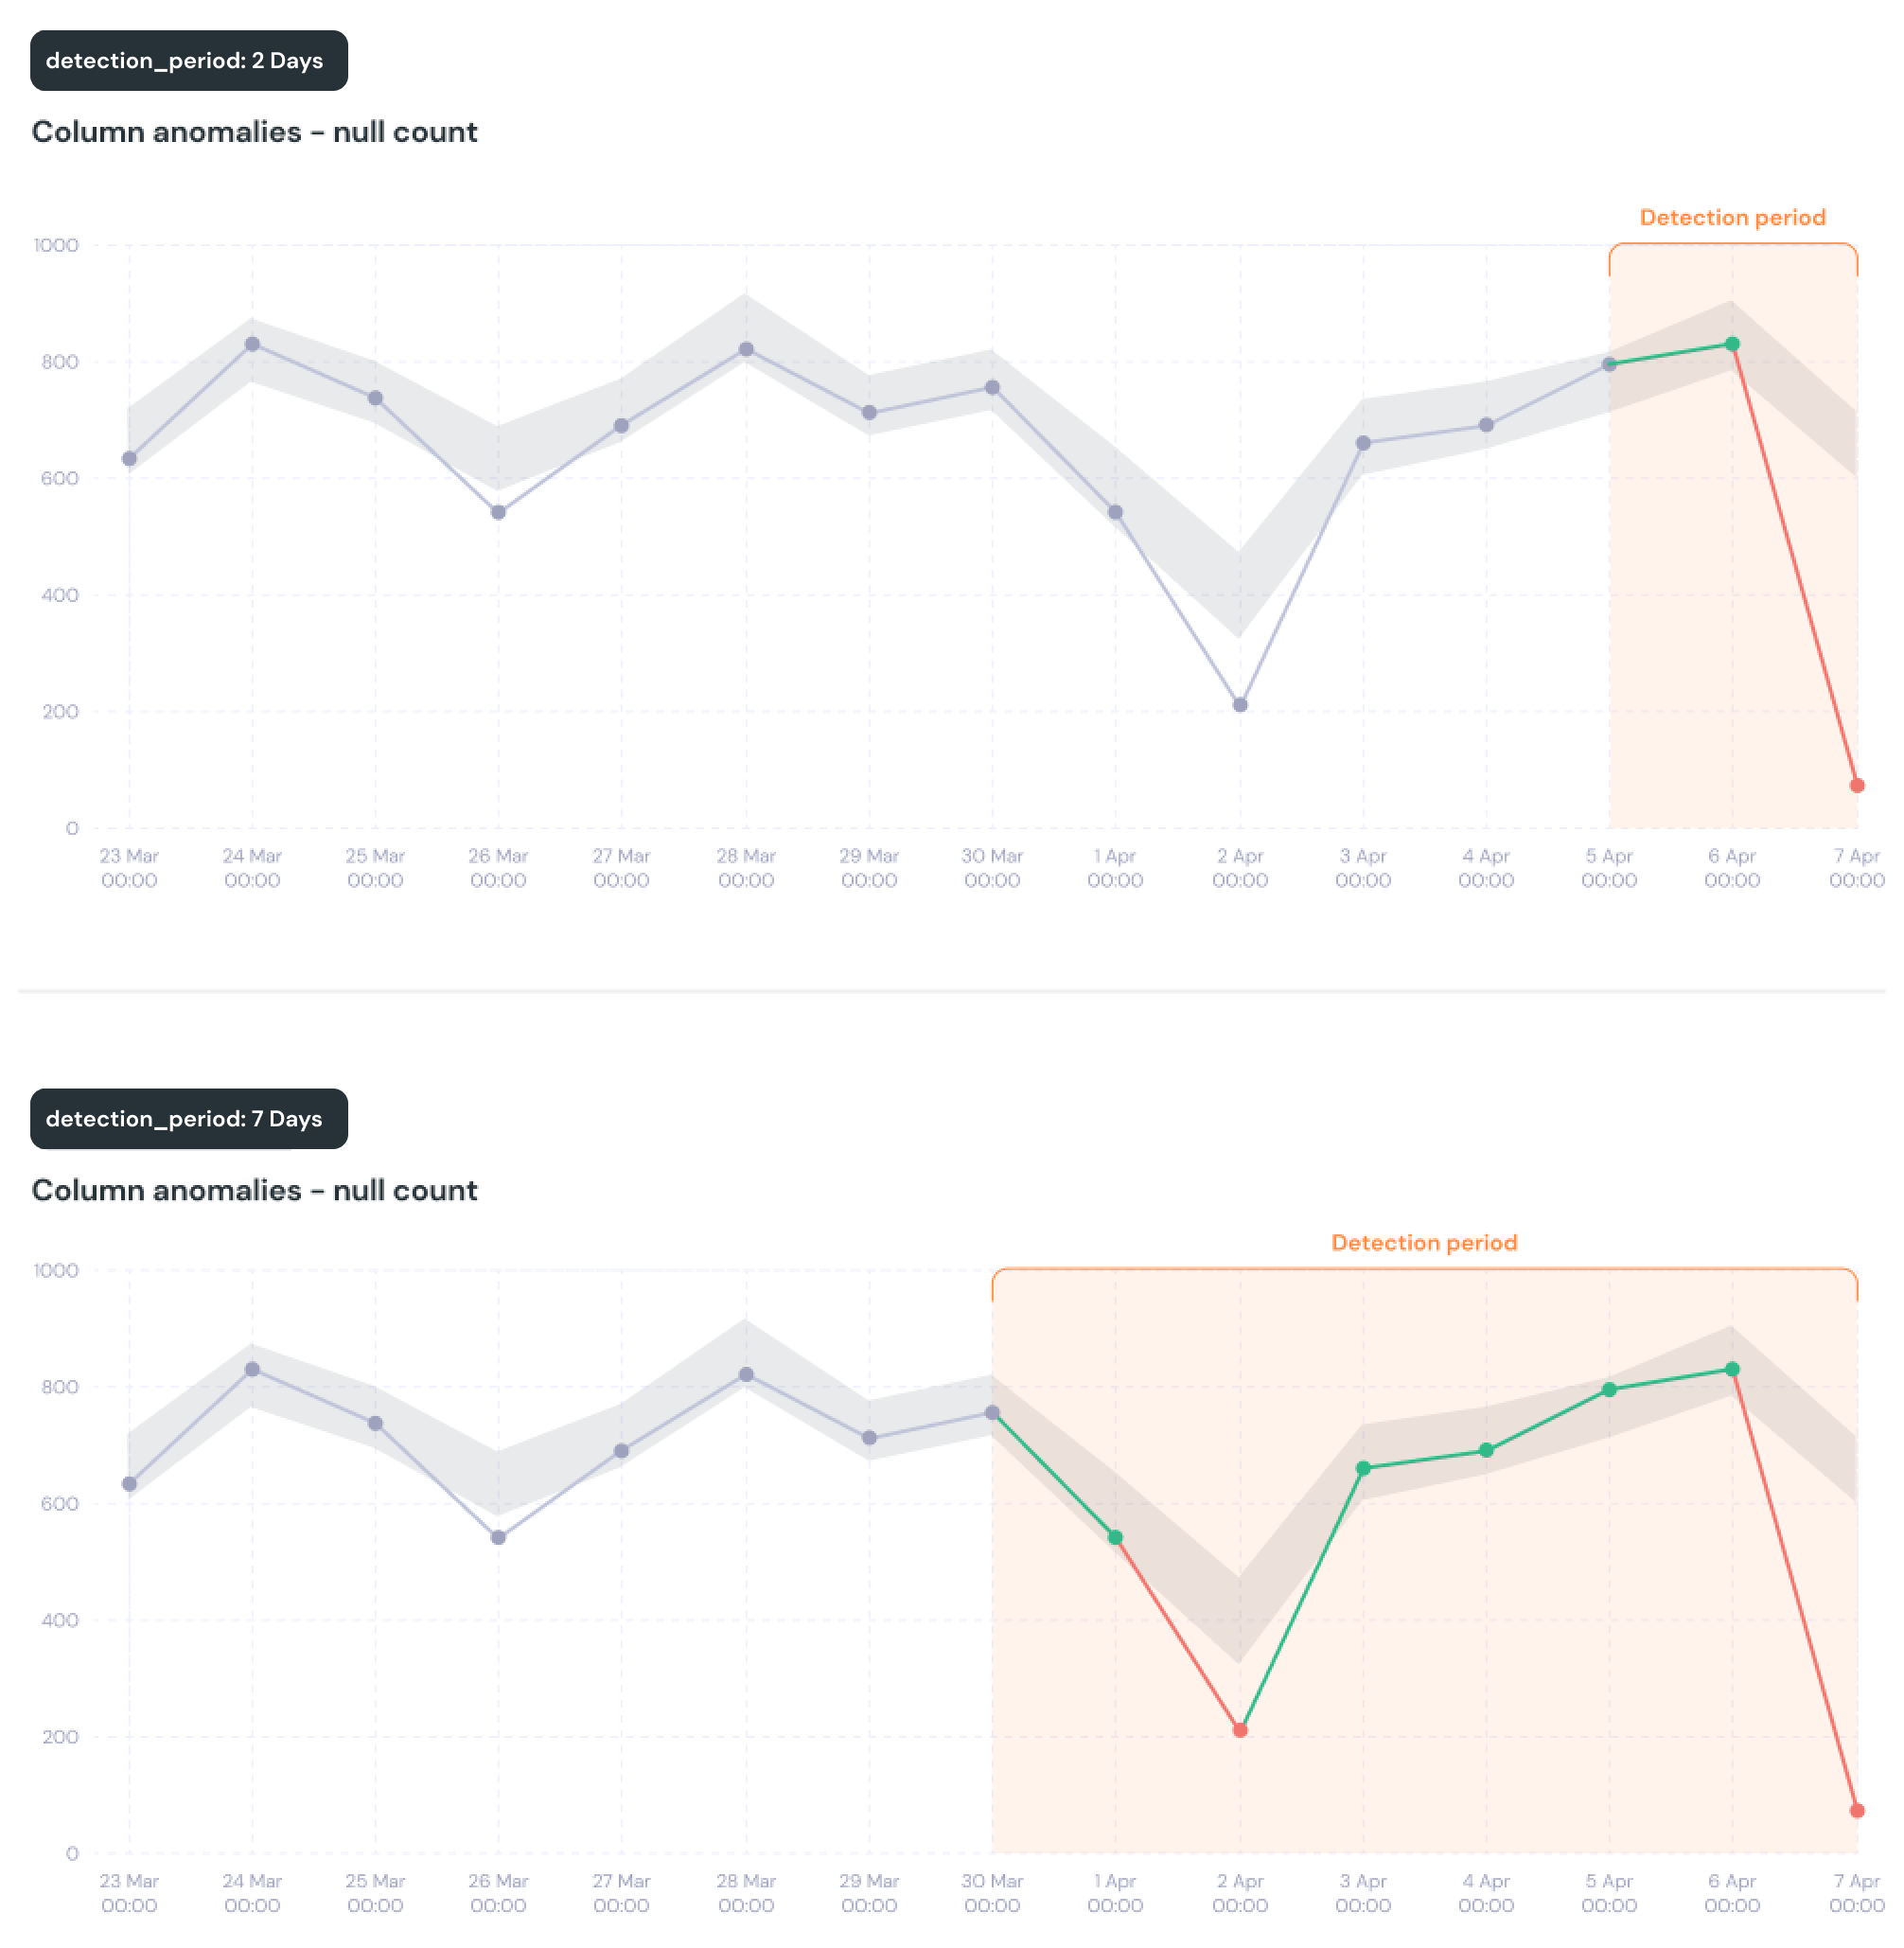 detection_period: 2 Days
Column anomalies - null count
Detection period
1000
800
600
400
200
0
23 Mar 24 Mar 25 Mar 26 Mar 27 Mar 28 Mar 29 Mar 30 Mar 1 Apr 2 Apr 3 Apr 4 Apr 5 Apr 6 Apr 7 Apr
00:00 00:00 00:00 00:00 00:00 00:00 00:00 00:00 00:00 00:00 00:00 00:00 00:00 00:00 00:00
detection_period: 7 Days
Column anomalies - null count
Detection period
1000
800
600
400
200
0
23 Mar 24 Mar 25 Mar 26 Mar 27 Mar 28 Mar 29 Mar 30 Mar 1 Apr 2 Apr 3 Apr 4 Apr 5 Apr 6 Apr 7 Apr
00:00 00:00 00:00 00:00 00:00 00:00 00:00 00:00 00:00 00:00 00:00 00:00 00:00 00:00 00:00